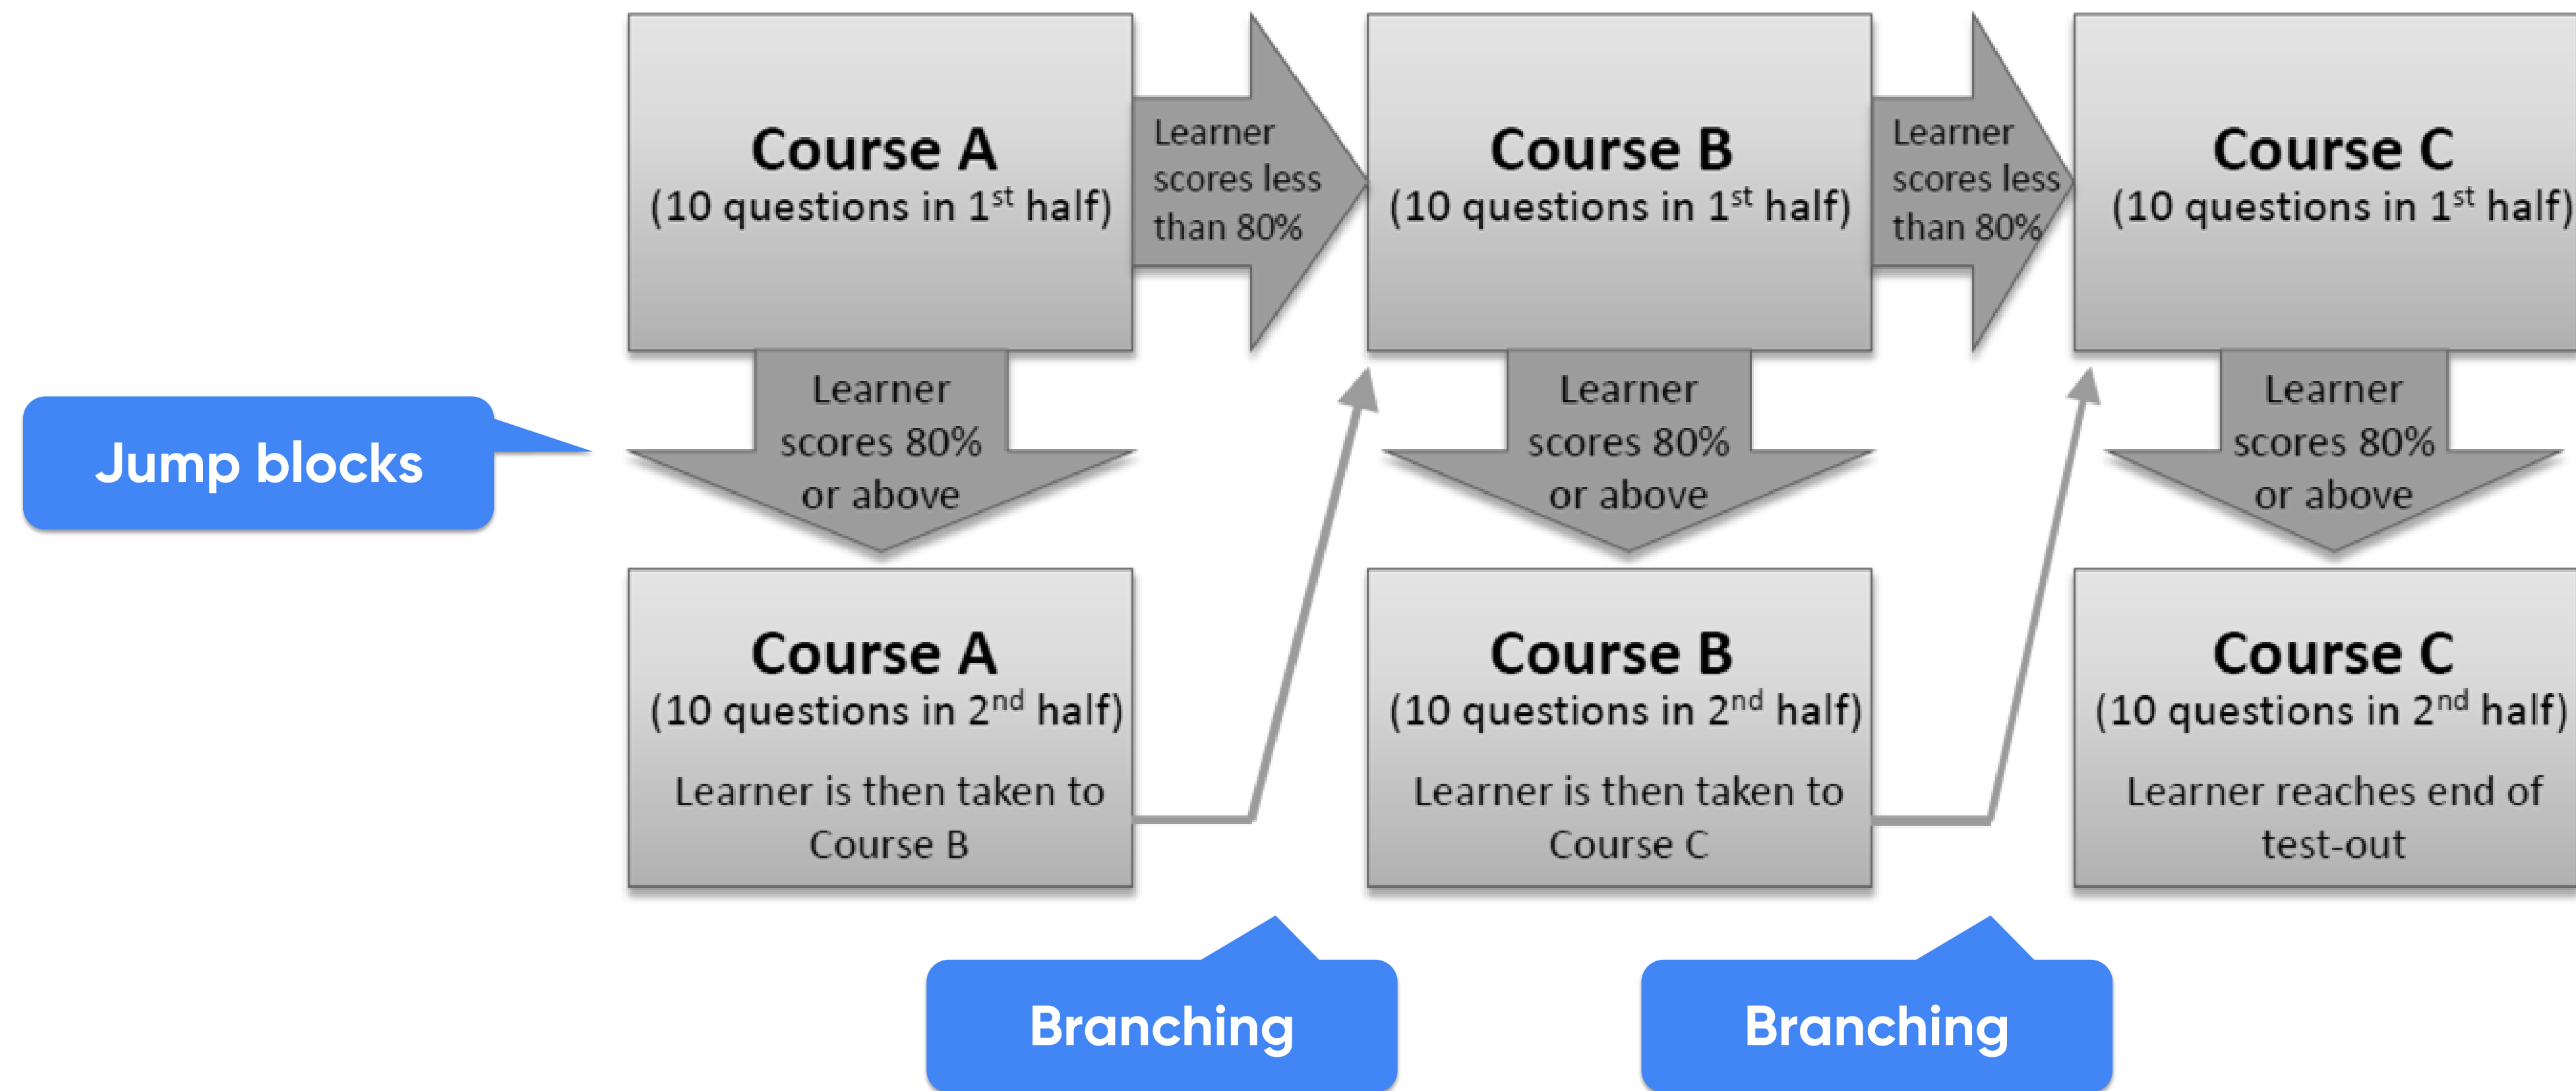 Course A
(10 questions in 1st half)
Learner
scores less
than 80%
Course B
(10 questions in 1st half)
Learner
scores less
than 80%
Course C
(10 questions in 1st half)
Jump blocks
Learner
scores 80%
or above
Learner
scores 80%
or above
Learner
scores 80%
or above
Course A
(10 questions in 2nd half)
Learner is then taken to
Course B
Course B
(10 questions in 2nd half)
Learner is then taken to
Course C
Course C
(10 questions in 2nd half)
Learner reaches end of
test-out
Branching
Branching